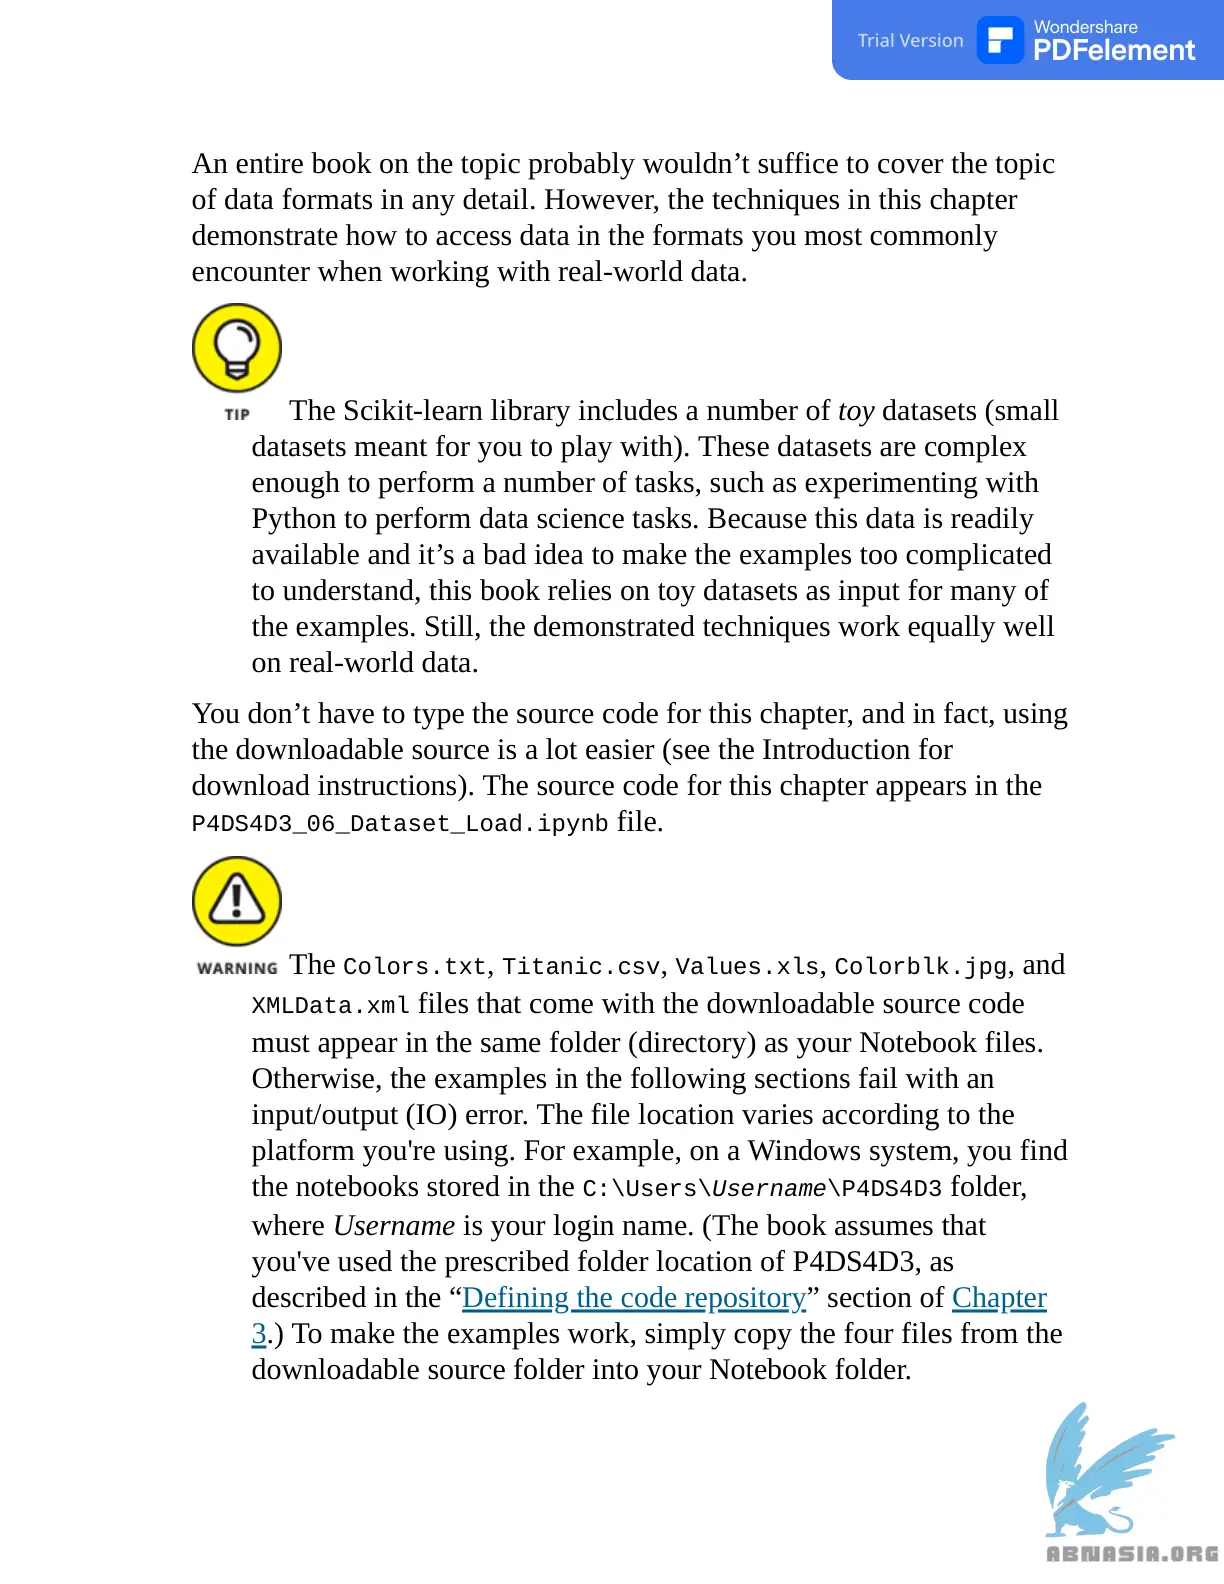 Trial Version
Wondershare
PDFelement
An entire book on the topic probably wouldn’t suffice to cover the topic
of data formats in any detail. However, the techniques in this chapter
demonstrate how to access data in the formats you most commonly
encounter when working with real-world data.
TIP The Scikit-learn library includes a number of toy datasets (small
datasets meant for you to play with). These datasets are complex
enough to perform a number of tasks, such as experimenting with
Python to perform data science tasks. Because this data is readily
available and it’s a bad idea to make the examples too complicated
to understand, this book relies on toy datasets as input for many of
the examples. Still, the demonstrated techniques work equally well
on real-world data.
You don’t have to type the source code for this chapter, and in fact, using
the downloadable source is a lot easier (see the Introduction for
download instructions). The source code for this chapter appears in the
P4DS4D3_06_Dataset_Load.ipynb file.
WARNING The Colors.txt, Titanic.csv, Values.xls, Colorblk.jpg, and
XMLData.xml files that come with the downloadable source code
must appear in the same folder (directory) as your Notebook files.
Otherwise, the examples in the following sections fail with an
input/output (IO) error. The file location varies according to the
platform you're using. For example, on a Windows system, you find
the notebooks stored in the C:\Users\Username\P4DS4D3 folder,
where Username is your login name. (The book assumes that
you've used the prescribed folder location of P4DS4D3, as
described in the “Defining the code repository” section of Chapter
3.) To make the examples work, simply copy the four files from the
downloadable source folder into your Notebook folder.
ABNASIA.ORG